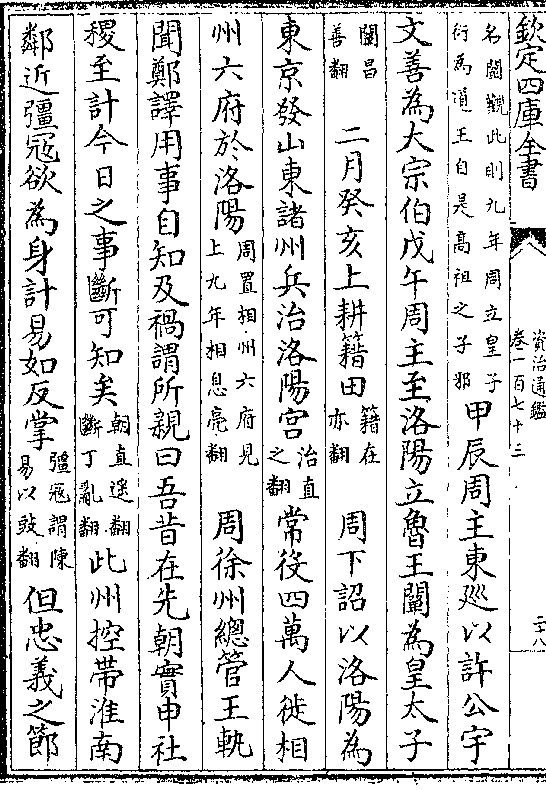 欽定四庫全書
資治通鑑
卷一百七十三
二十八
名闡觀此則九年周立皇子
衍為道王自是高祖之子邪
甲辰周主東廵以許公宇
文善為大宗伯戊午周主至洛陽立魯王闡為皇太子
闡昌
善翻
二月癸亥上耕籍田
籍在
亦翻
周下詔以洛陽為
東京發山東諸州兵治洛陽宫
治直
之翻
常役四萬人徙相
州六府於洛陽
周置相州六府見
上九年相息亮翻
周徐州總管王軌
聞鄭譯用事自知及禍謂所親曰吾昔在先朝實申社
稷至計今日之事斷可知矣
朝直遥翻
斷丁亂翻
此州控帶淮南
鄰近彊冦欲為身計易如反掌
彊冦謂陳
易以豉翻
但忠義之節